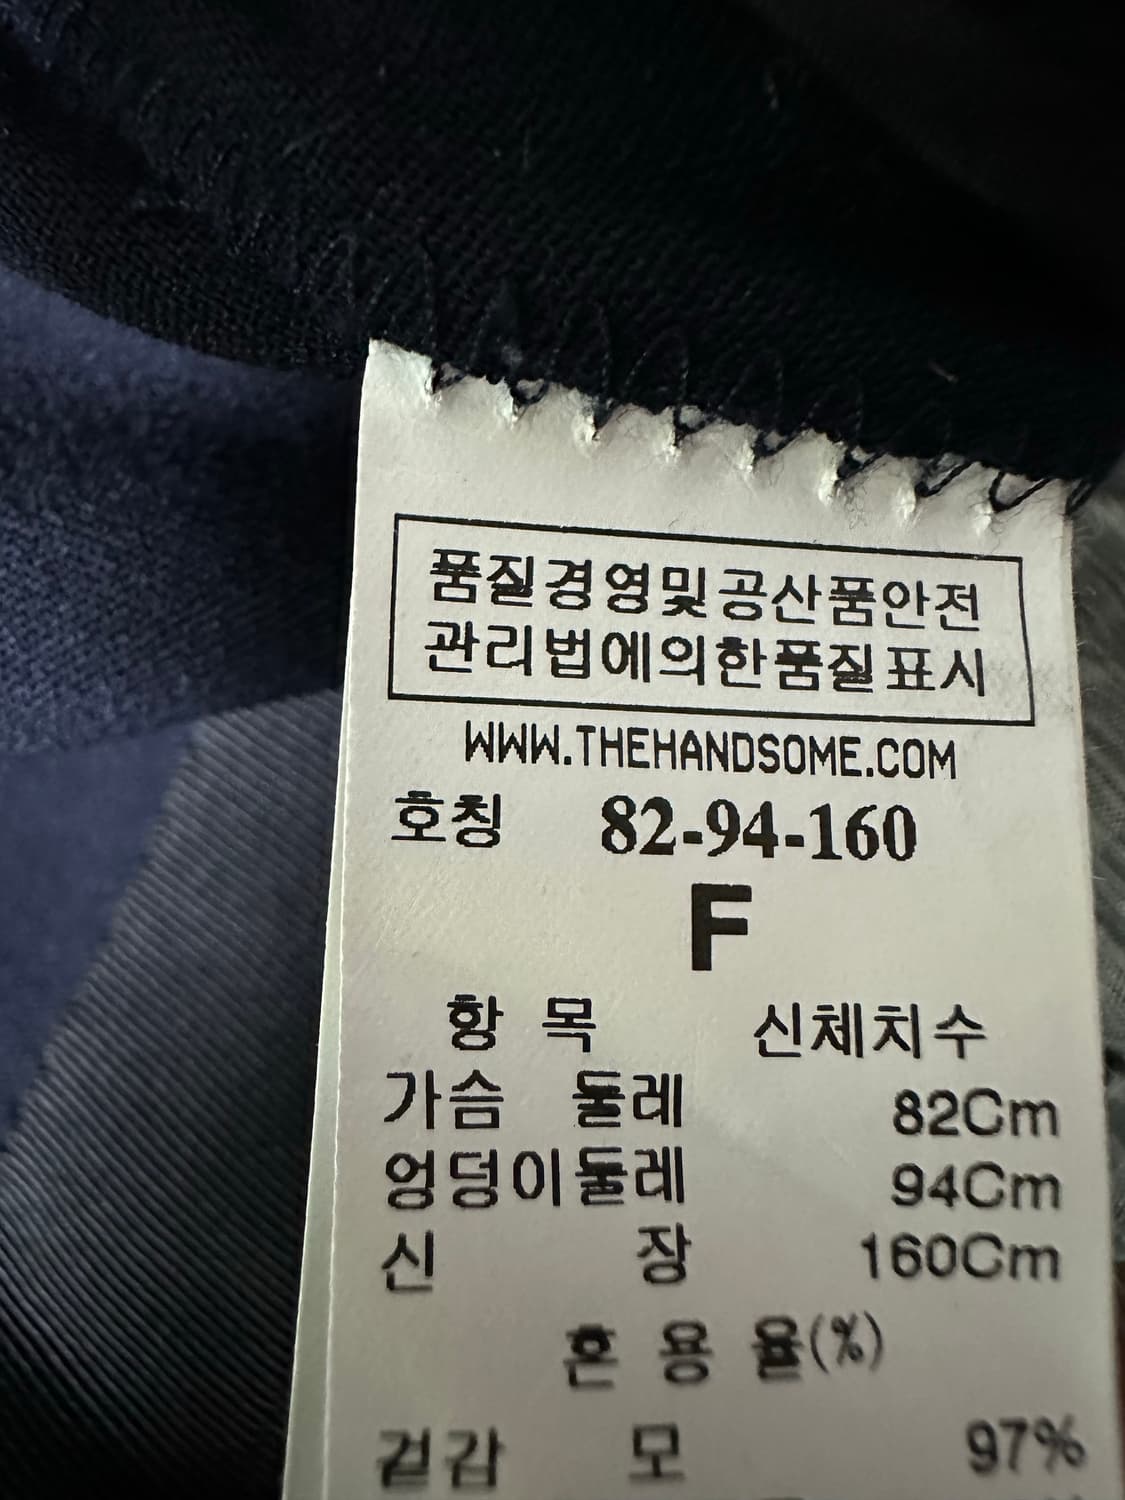 품질경영및공산품안전
관리법에의한품질표시
WWW.THEHANDSOME.COM
호칭 82-94-160
F
항 목 신체치수
가슴 둘레 82Cm
엉덩이둘레 94Cm
신 장 160Cm
혼 용 율(%)
겉감 모 97%